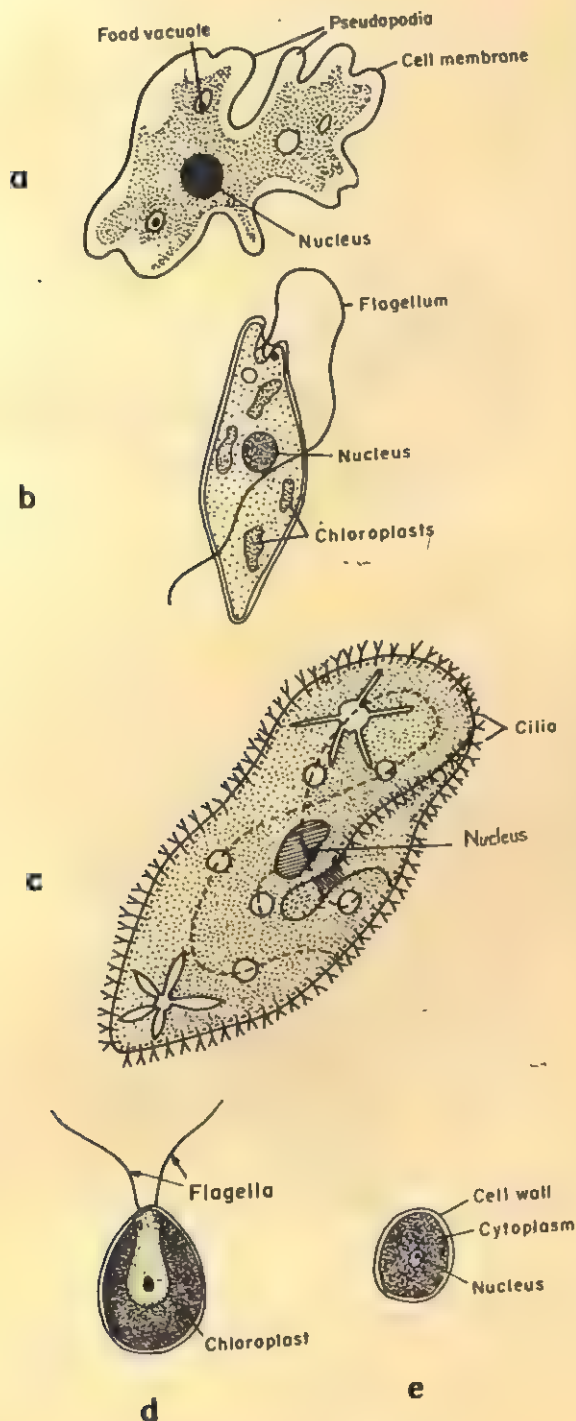 Food vacuole
Pseudopodia
Cell membrane
a
Nucleus
Flagellum
b
Nucleus
Chloroplasts
Cilia
Nucleus
c
Flagella
Chloroplast
d
Cell wall
Cytoplasm
Nucleus
e